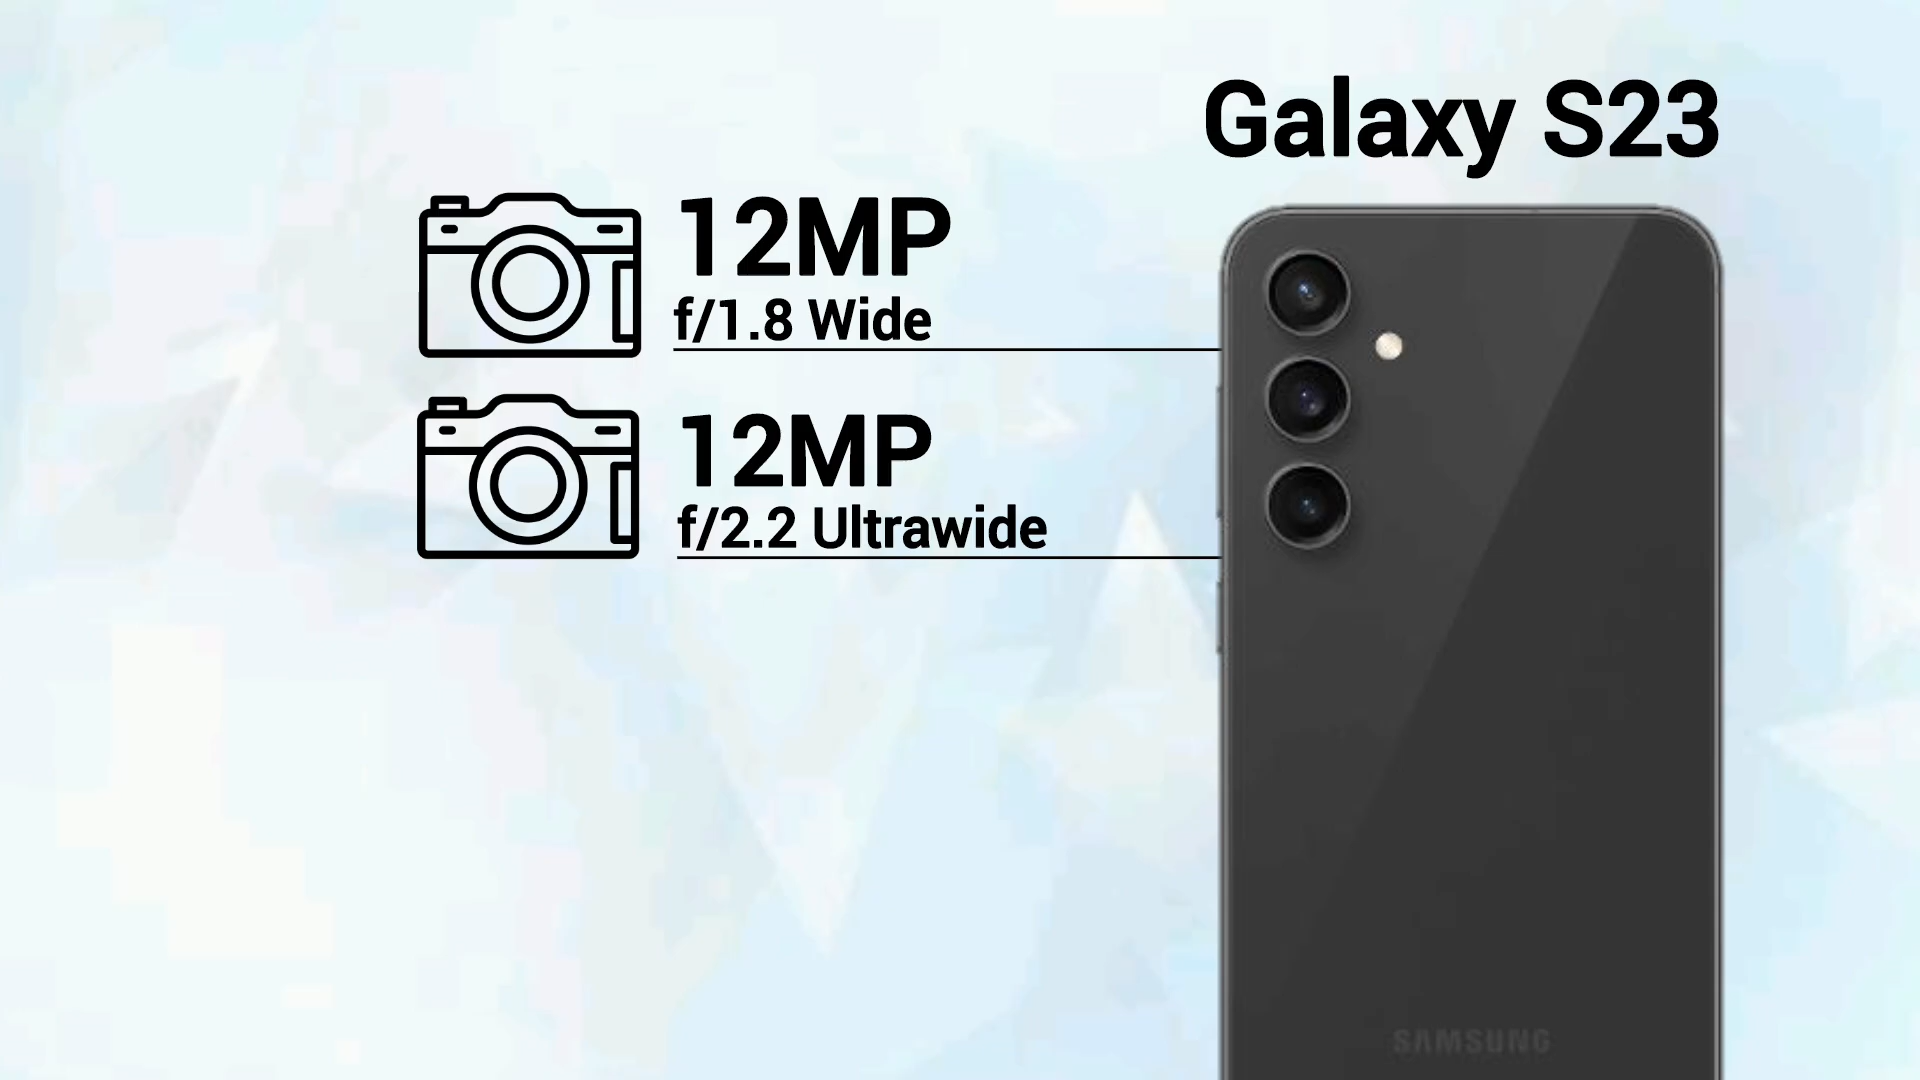 Galaxy S23
12MP
f/1.8 Wide
12MP
f/2.2 Ultrawide
SAMSUNG